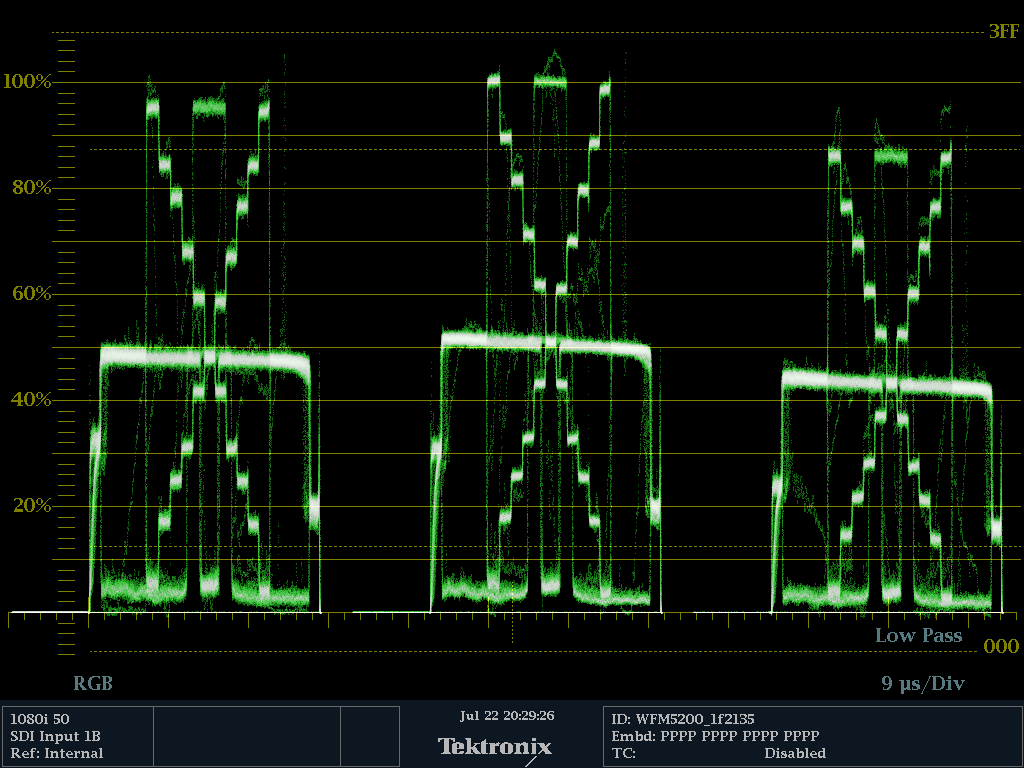 3FF
100%
80%
60%
40%
20%
Low Pass
000
RGB
9 µs/Div
1080i 50
SDI Input 1B
Ref: Internal
Jul 22 20:29:26
Tektronix
ID: WFM5200_1f2135
Embd: PPPP PPPP PPPP PPPP
TC: Disabled